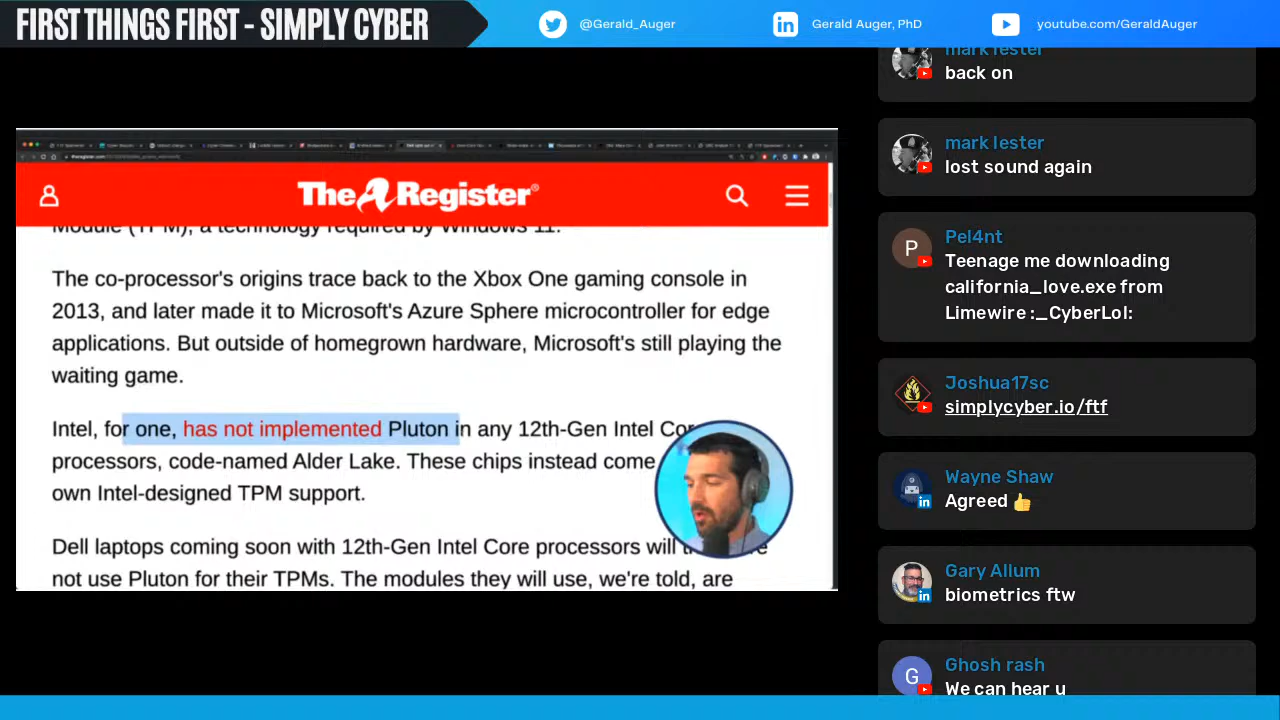 FIRST THINGS FIRST - SIMPLY CYBER
@Gerald_Auger
Gerald Auger, PhD
youtube.com/GeraldAuger
The Register®
Module (TPM), a technology required by Windows 11.
The co-processor's origins trace back to the Xbox One gaming console in
2013, and later made it to Microsoft's Azure Sphere microcontroller for edge
applications. But outside of homegrown hardware, Microsoft's still playing the
waiting game.
Intel, for one, has not implemented Pluton in any 12th-Gen Intel Cor
processors, code-named Alder Lake. These chips instead come
own Intel-designed TPM support.
Dell laptops coming soon with 12th-Gen Intel Core processors will
not use Pluton for their TPMs. The modules they will use, we're told, are
mark lester
back on
mark lester
lost sound again
P
Pel4nt
Teenage me downloading
california_love.exe from
Limewire :_CyberLol:
Joshua17sc
simplycyber.io/ftf
Wayne Shaw
Agreed 👍
Gary Allum
biometrics ftw
G
Ghosh rash
We can hear u